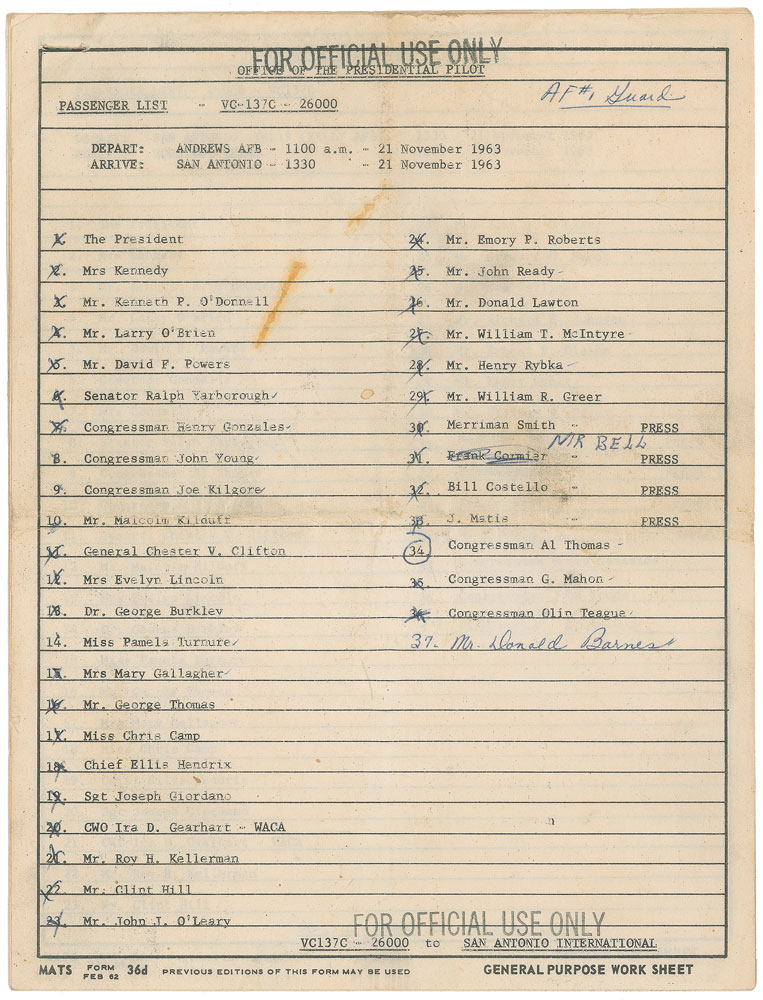 FOR OFFICIAL USE ONLY
OFFICE OF THE PRESIDENTIAL PILOT
AF#1 Guard
PASSENGER LIST - VC-137C - 26000
DEPART: ANDREWS AFB - 1100 a.m. - 21 November 1963
ARRIVE: SAN ANTONIO - 1330 - 21 November 1963
1. The President
2. Mrs Kennedy
3. Mr. Kenneth P. O'Donnell
4. Mr. Larry O'Brien
5. Mr. David F. Powers
6. Senator Ralph Yarborough
7. Congressman Henry Gonzales
8. Congressman John Young
9. Congressman Joe Kilgore
10. Mr. Malcolm Kilduff
11. General Chester V. Clifton
12. Mrs Evelyn Lincoln
13. Dr. George Burkley
14. Miss Pamela Turnure
15. Mrs Mary Gallagher
16. Mr. George Thomas
17. Miss Chris Camp
18. Chief Ellis Hendrix
19. Sgt Joseph Giordano
20. CWO Ira D. Gearhart - WACA
21. Mr. Roy H. Kellerman
22. Mr. Clint Hill
23. Mr. John J. O'Leary
24. Mr. Emory P. Roberts
25. Mr. John Ready
26. Mr. Donald Lawton
27. Mr. William T. McIntyre
28. Mr. Henry Rybka
29. Mr. William R. Greer
30. Merriman Smith - PRESS
MR BELL
31. Frank Cormier - PRESS
32. Bill Costello - PRESS
33. J. Matis - PRESS
34. Congressman Al Thomas
35. Congressman G. Mahon
36. Congressman Olin Teague
37. Mr. Donald Barnes
FOR OFFICIAL USE ONLY
VC137C - 26000 to SAN ANTONIO INTERNATIONAL
MATS FORM FEB 62 36d PREVIOUS EDITIONS OF THIS FORM MAY BE USED GENERAL PURPOSE WORK SHEET